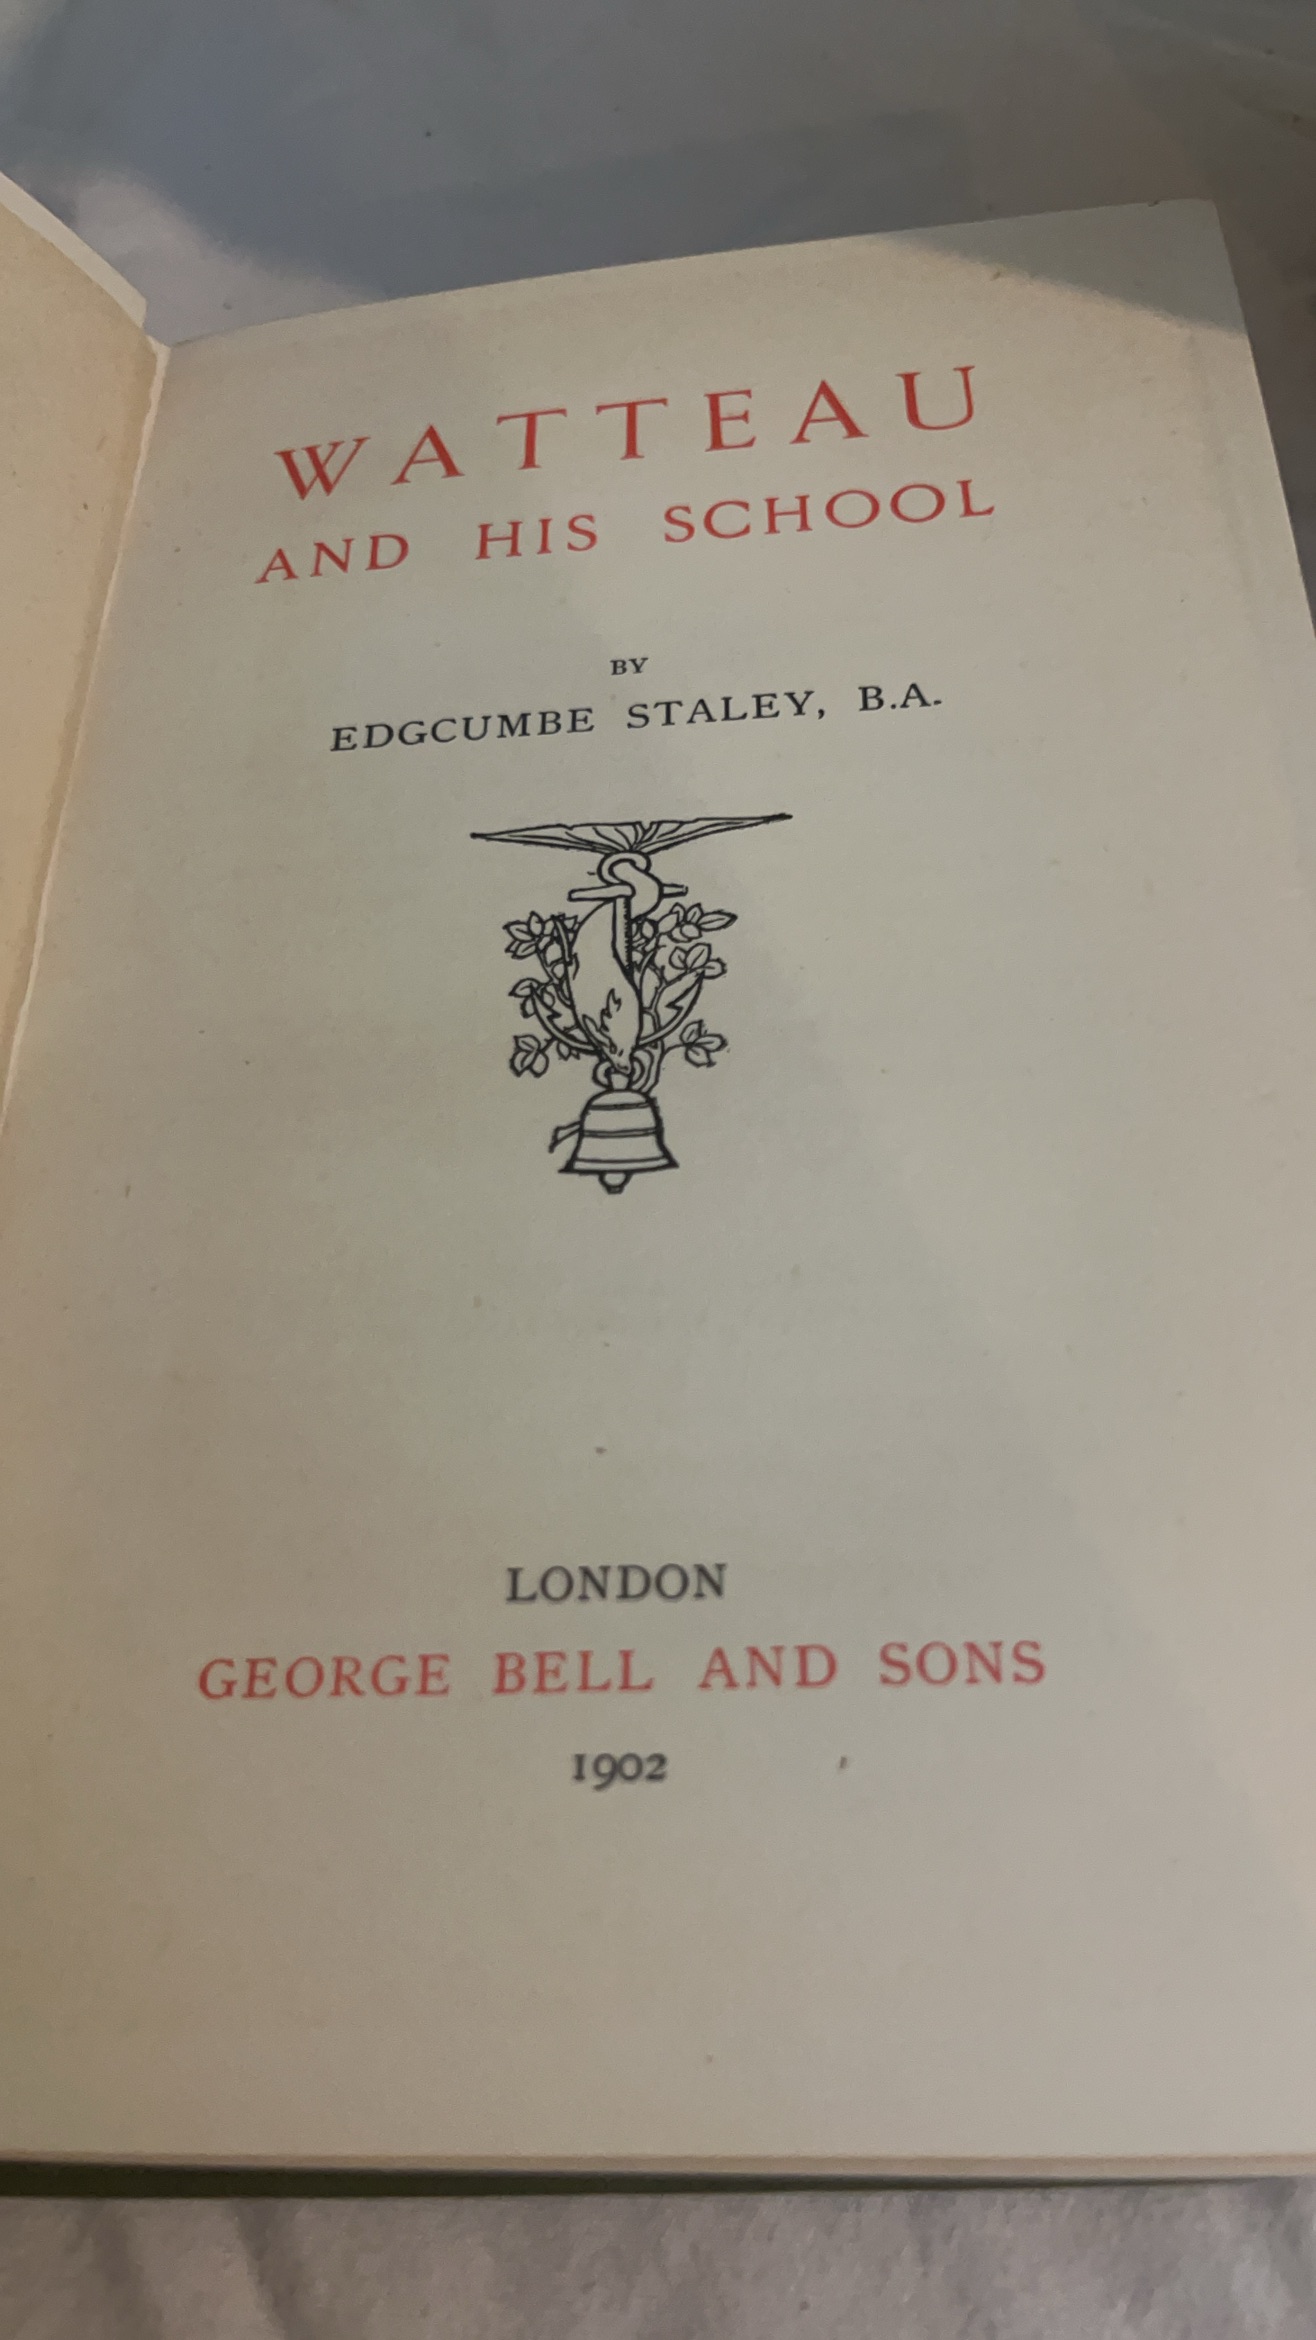 WATTEAU
AND HIS SCHOOL
BY
EDGCUMBE STALEY, B.A.
LONDON
GEORGE BELL AND SONS
1902